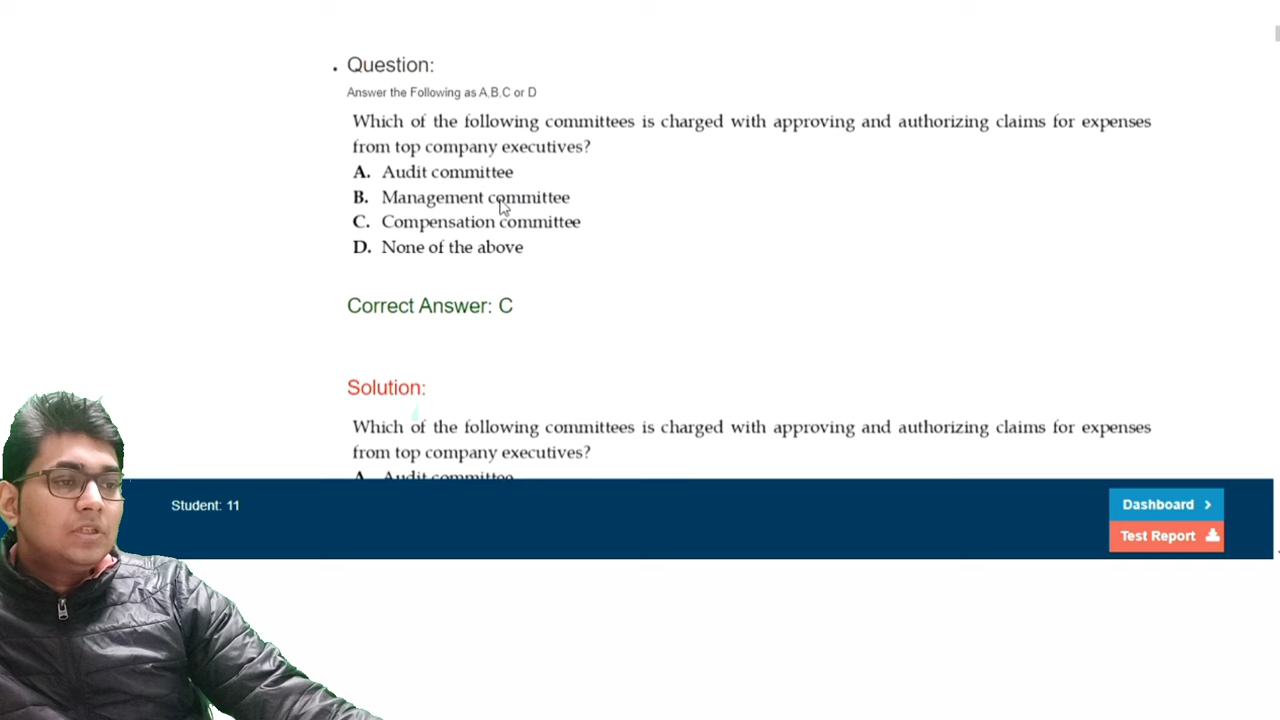 Question:
Answer the Following as A,B,C or D
Which of the following committees is charged with approving and authorizing claims for expenses
from top company executives?
A. Audit committee
B. Management committee
C. Compensation committee
D. None of the above
Correct Answer: C
Solution:
Which of the following committees is charged with approving and authorizing claims for expenses
from top company executives?
A. Audit committee
Student: 11
Dashboard
Test Report